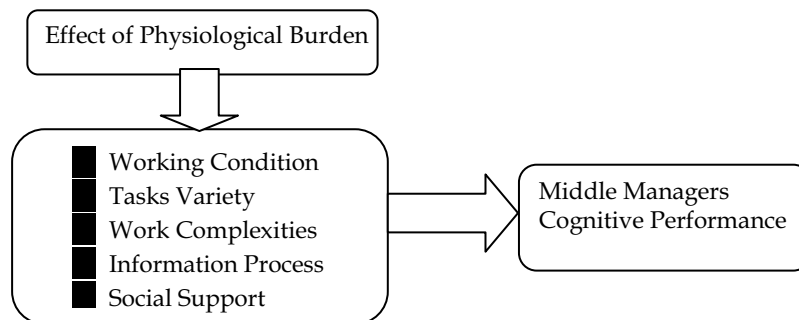 Effect of Physiological Burden
Working Condition
Tasks Variety
Work Complexities
Information Process
Social Support
Middle Managers
Cognitive Performance